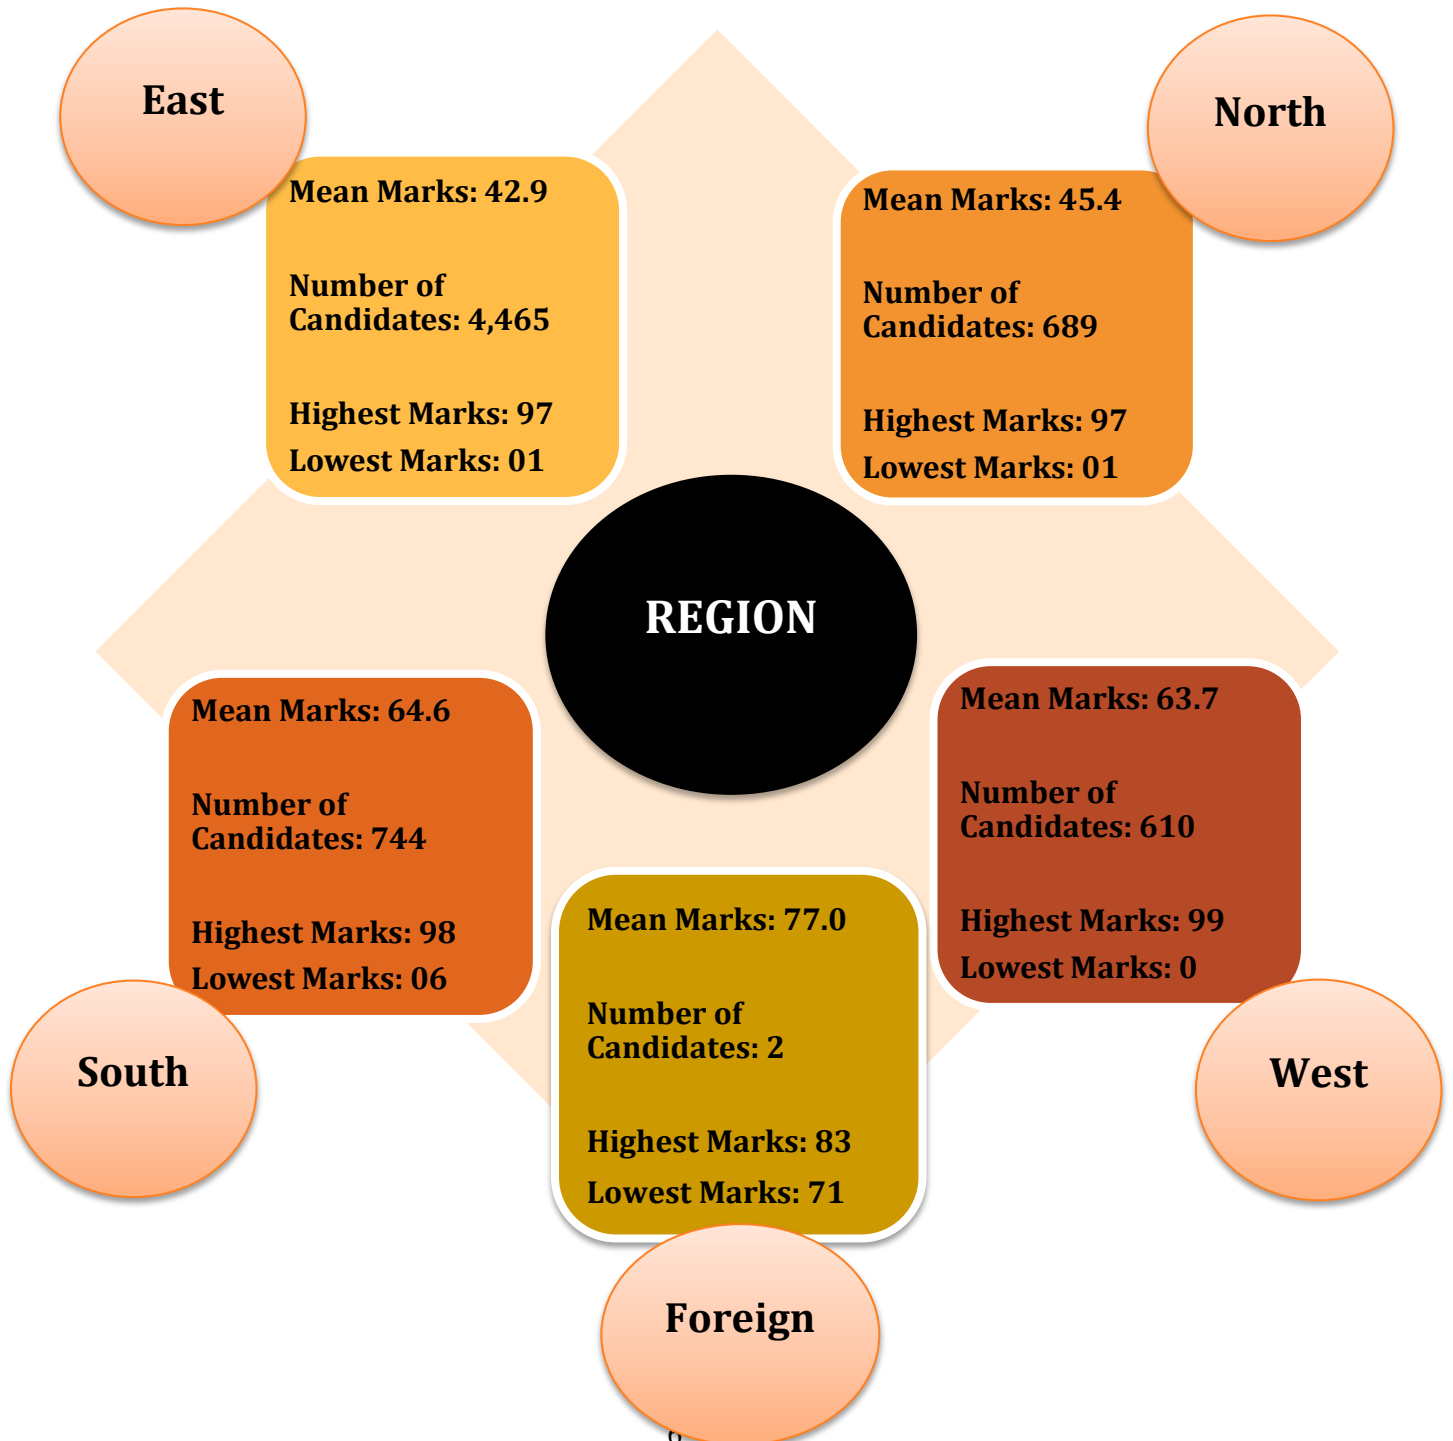 East
Mean Marks: 42.9
Number of
Candidates: 4,465
Highest Marks: 97
Lowest Marks: 01
North
Mean Marks: 45.4
Number of
Candidates: 689
Highest Marks: 97
Lowest Marks: 01
REGION
Mean Marks: 64.6
Number of
Candidates: 744
Highest Marks: 98
Lowest Marks: 06
South
Mean Marks: 77.0
Number of
Candidates: 2
Highest Marks: 83
Lowest Marks: 71
Foreign
Mean Marks: 63.7
Number of
Candidates: 610
Highest Marks: 99
Lowest Marks: 0
West